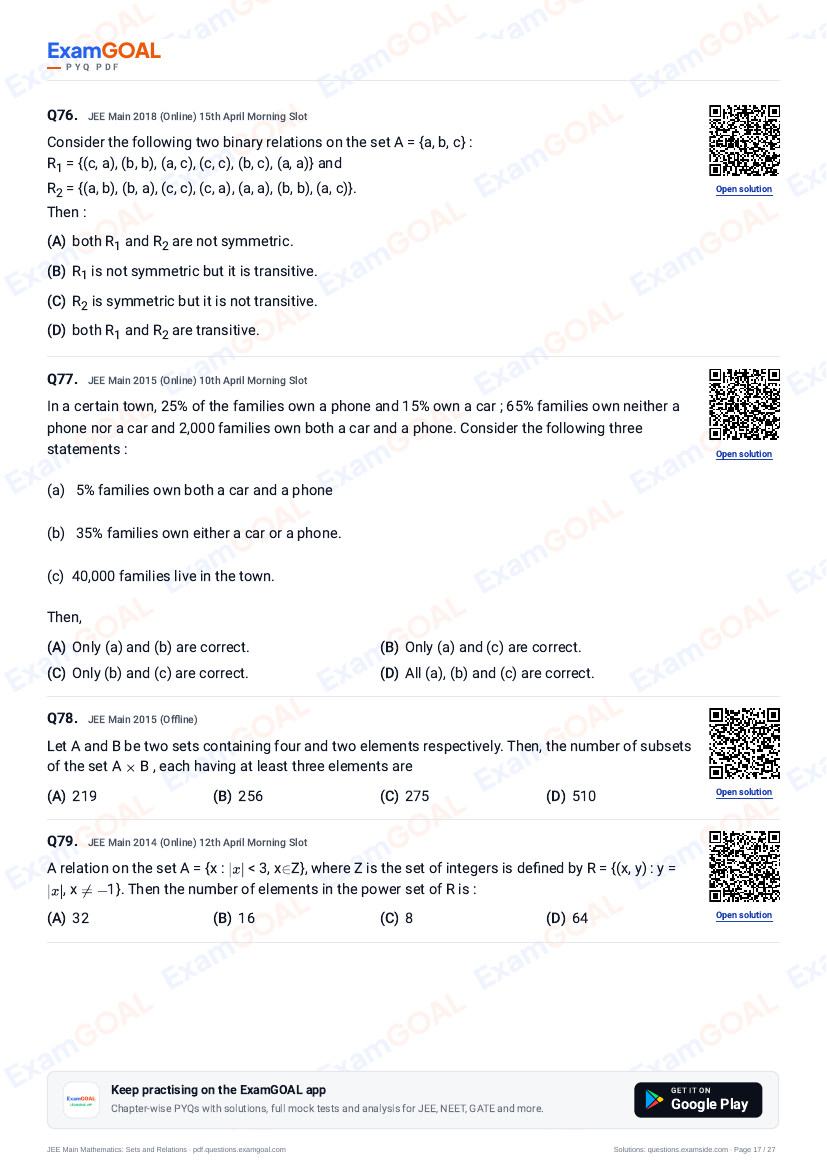 ExamGOAL
PYQ PDF
Q76. JEE Main 2018 (Online) 15th April Morning Slot
Consider the following two binary relations on the set A = {a, b, c} :
R1 = {(c, a), (b, b), (a, c), (c, c), (b, c), (a, a)} and
R2 = {(a, b), (b, a), (c, c), (c, a), (a, a), (b, b), (a, c)}.
Then :
(A) both R1 and R2 are not symmetric.
(B) R1 is not symmetric but it is transitive.
(C) R2 is symmetric but it is not transitive.
(D) both R1 and R2 are transitive.
Open solution
Q77. JEE Main 2015 (Online) 10th April Morning Slot
In a certain town, 25% of the families own a phone and 15% own a car ; 65% families own neither a
phone nor a car and 2,000 families own both a car and a phone. Consider the following three
statements :
(a) 5% families own both a car and a phone
(b) 35% families own either a car or a phone.
(c) 40,000 families live in the town.
Then,
(A) Only (a) and (b) are correct. (B) Only (a) and (c) are correct.
(C) Only (b) and (c) are correct. (D) All (a), (b) and (c) are correct.
Open solution
Q78. JEE Main 2015 (Offline)
Let A and B be two sets containing four and two elements respectively. Then, the number of subsets
of the set A × B , each having at least three elements are
(A) 219 (B) 256 (C) 275 (D) 510
Open solution
Q79. JEE Main 2014 (Online) 12th April Morning Slot
A relation on the set A = {x : |x| < 3, x∈Z}, where Z is the set of integers is defined by R = {(x, y) : y =
|x|, x ≠ −1}. Then the number of elements in the power set of R is :
(A) 32 (B) 16 (C) 8 (D) 64
Open solution
ExamGOAL
Keep practising on the ExamGOAL app
Chapter-wise PYQs with solutions, full mock tests and analysis for JEE, NEET, GATE and more.
GET IT ON
Google Play
JEE Main Mathematics: Sets and Relations · pdf.questions.examgoal.com
Solutions: questions.examside.com · Page 17 / 27